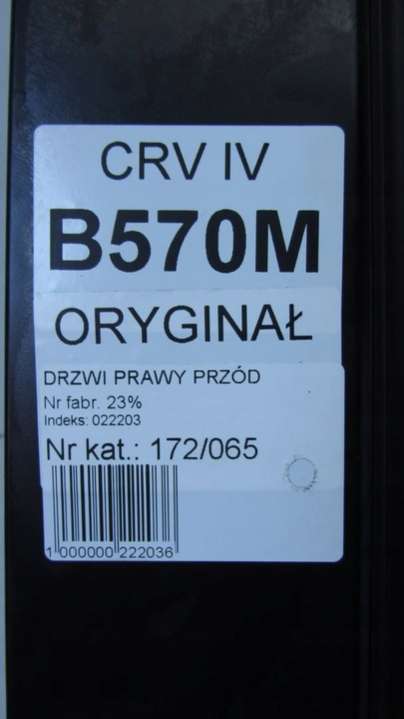 CRV IV
B570M
ORYGINAŁ
DRZWI PRAWY PRZÓD
Nr fabr. 23%
Indeks: 022203
Nr kat.: 172/065
1 000000 222036